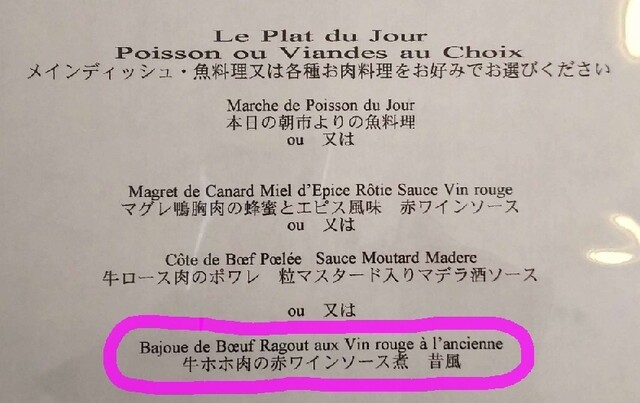 Le Plat du Jour
Poisson ou Viandes au Choix
メインディッシュ・魚料理又は各種お肉料理をお好みでお選びください
Marche de Poisson du Jour
本日の朝市よりの魚料理
ou 又は
Magret de Canard Miel d'Epice Rôtie Sauce Vin rouge
マグレ鴨胸肉の蜂蜜とエピス風味 赤ワインソース
ou 又は
Côte de Bœf Pœlée Sauce Moutard Madere
牛ロース肉のポワレ 粒マスタード入りマデラ酒ソース
ou 又は
Bajoue de Bœuf Ragout aux Vin rouge à l'ancienne
牛ホホ肉の赤ワインソース煮 昔風